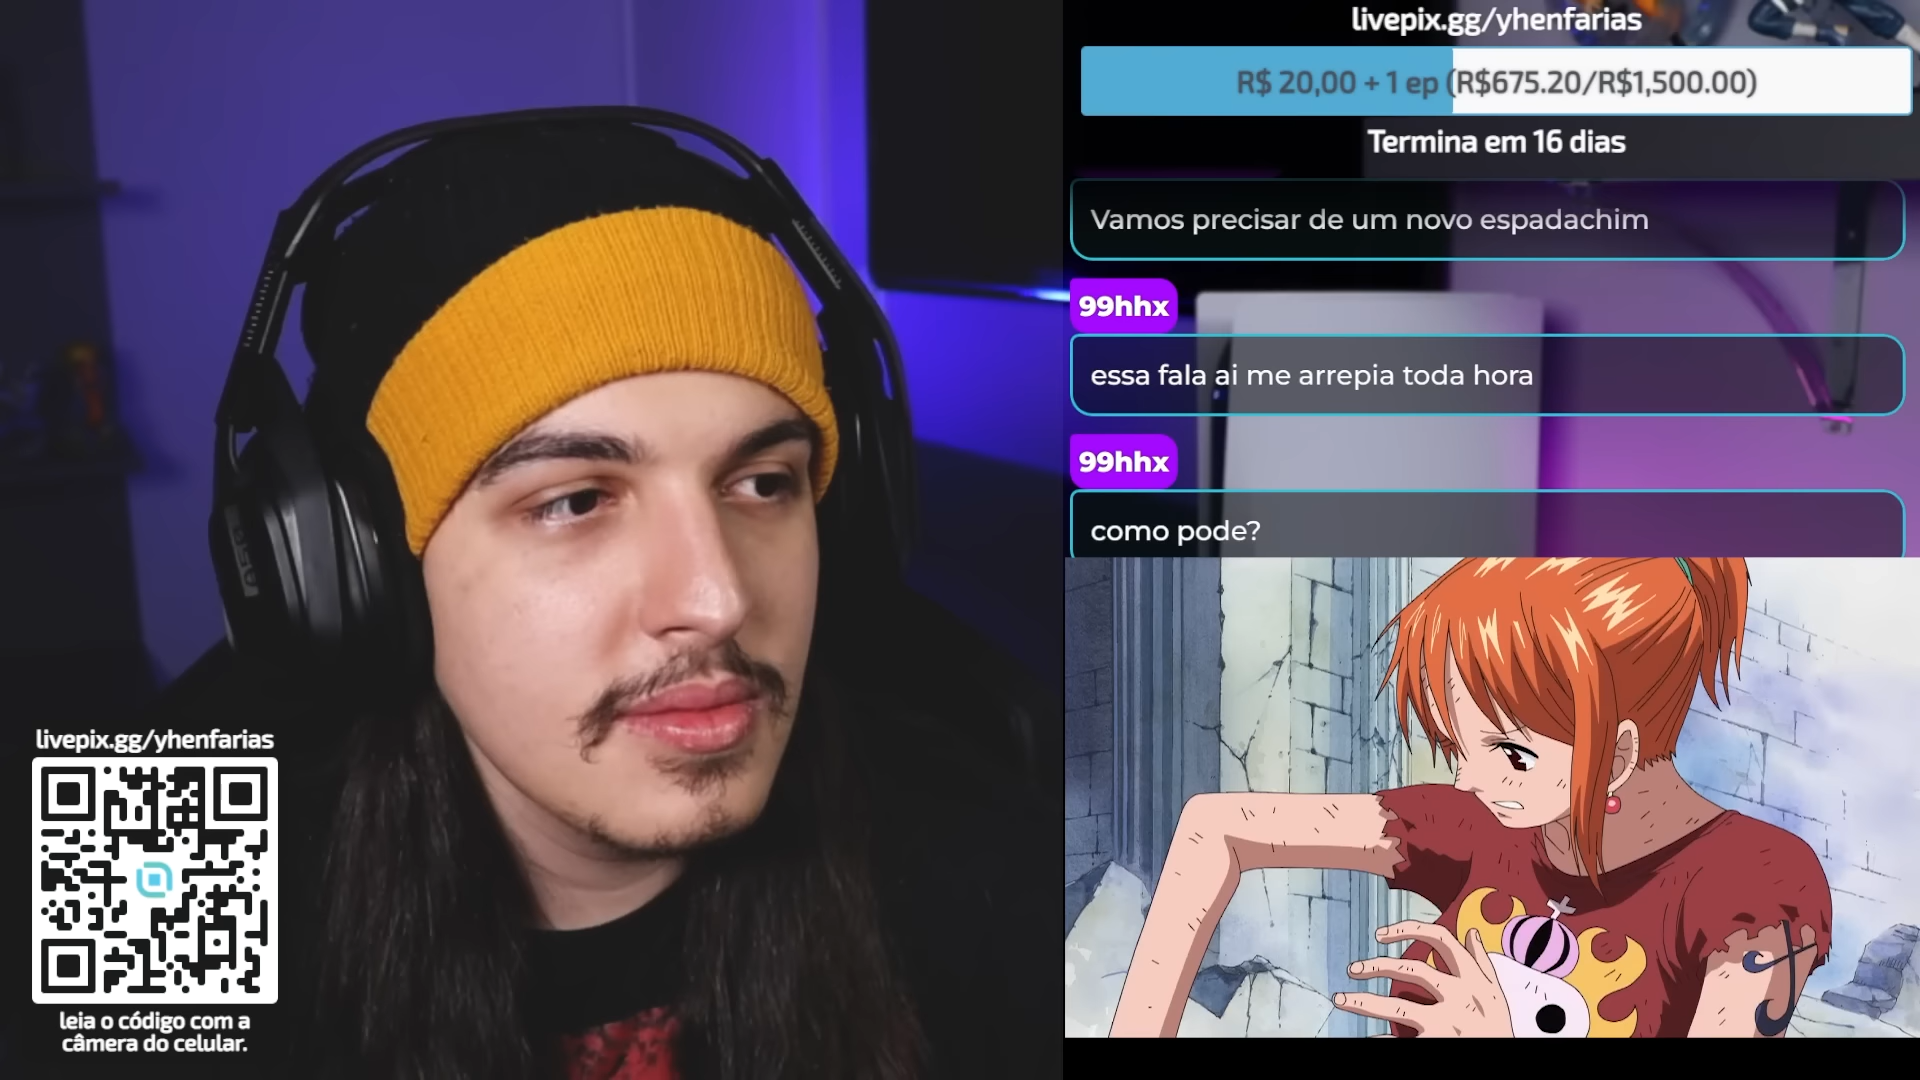 livepix.gg/yhenfarias
R$ 20,00 + 1 ep (R$675.20/R$1,500.00)
Termina em 16 dias
Vamos precisar de um novo espadachim
99hhx
essa fala ai me arrepia toda hora
99hhx
como pode?
livepix.gg/yhenfarias
leia o código com a
câmera do celular.